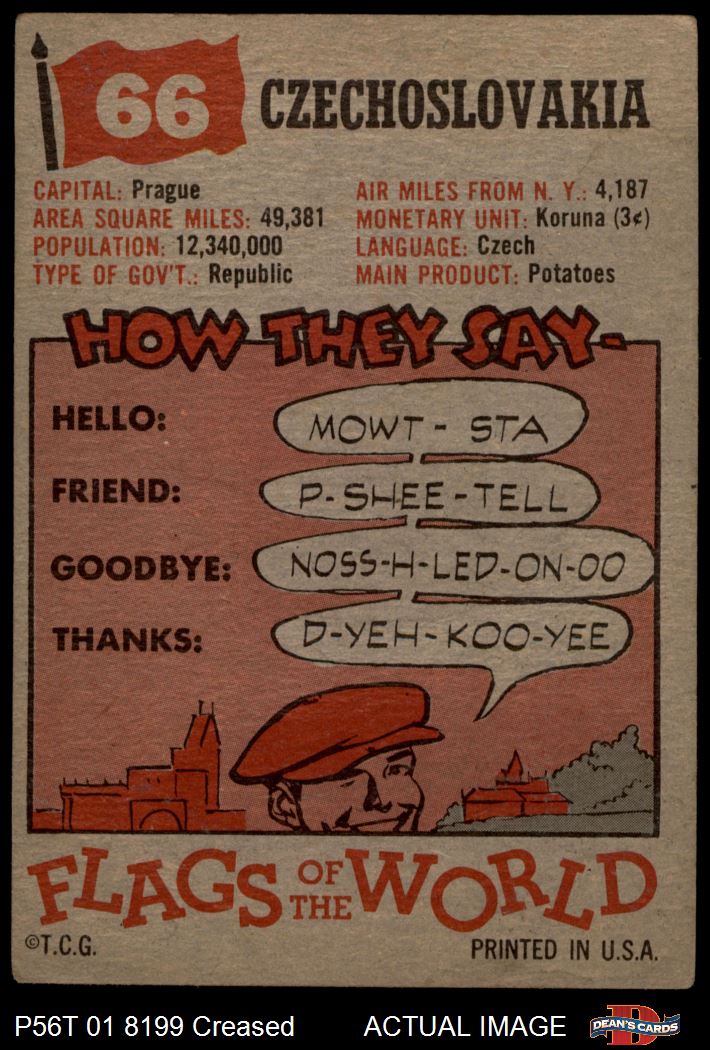 66 CZECHOSLOVAKIA
CAPITAL: Prague
AREA SQUARE MILES: 49,381
POPULATION: 12,340,000
TYPE OF GOV'T.: Republic
AIR MILES FROM N. Y.: 4,187
MONETARY UNIT: Koruna (3¢)
LANGUAGE: Czech
MAIN PRODUCT: Potatoes
HOW THEY SAY-
HELLO: MOWT - STA
FRIEND: P-SHEE-TELL
GOODBYE: NOSS-H-LED-ON-OO
THANKS: D-YEH-KOO-YEE
FLAGS OF THE WORLD
©T.C.G. PRINTED IN U.S.A.
P56T 01 8199 Creased ACTUAL IMAGE D DEAN'S CARDS